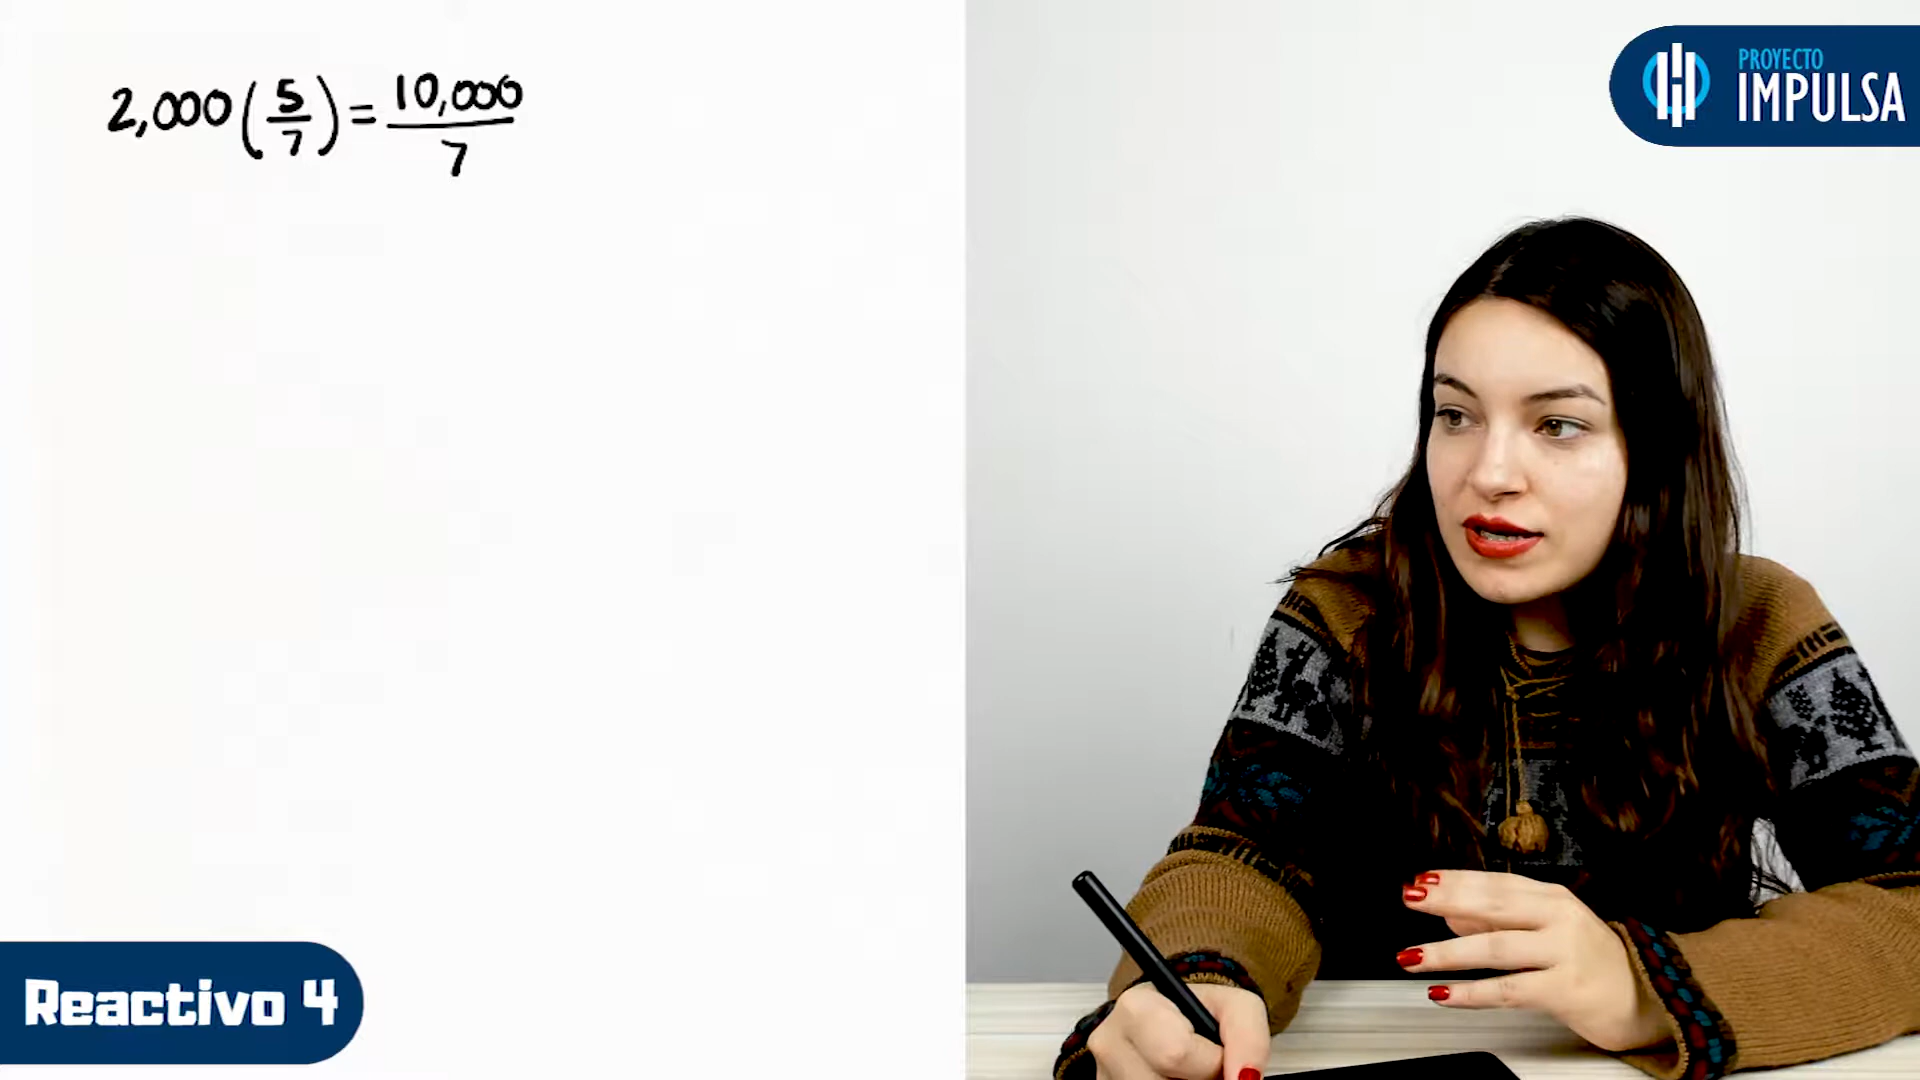 2,000 (5/7) = 10,000/7
PROYECTO
IMPULSA
Reactivo 4